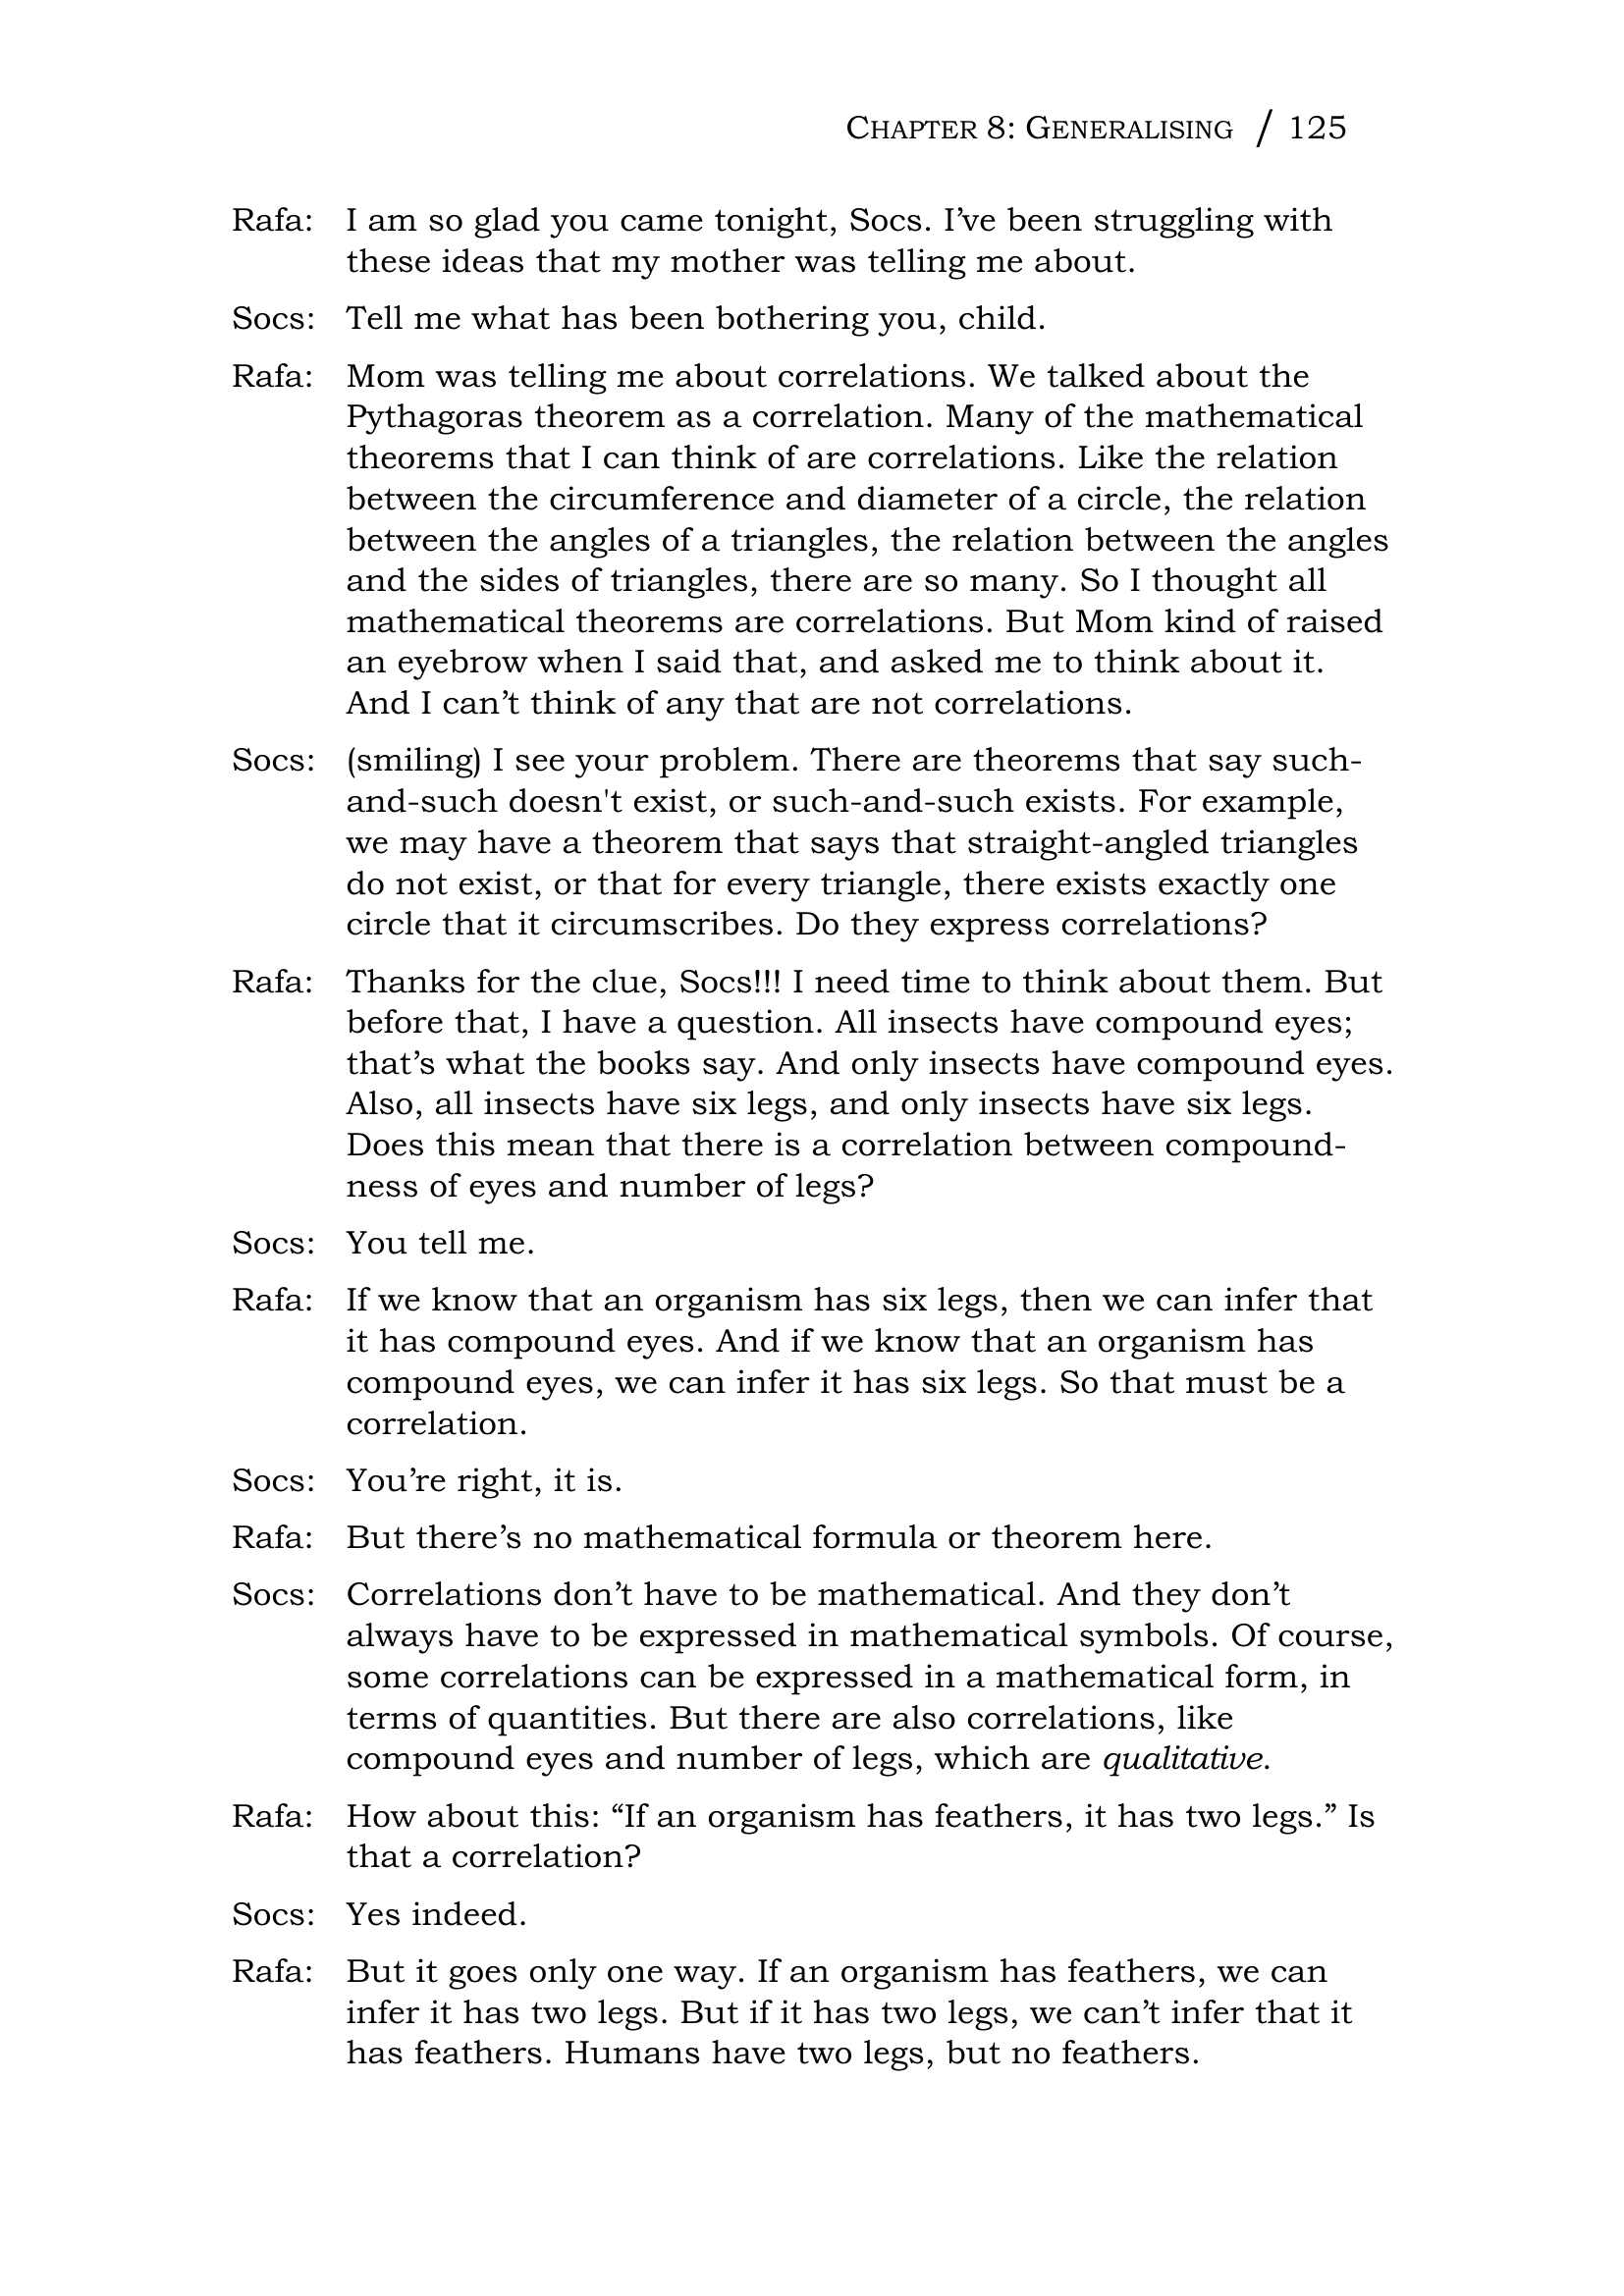 CHAPTER 8: GENERALISING / 125
Rafa: I am so glad you came tonight, Socs. I’ve been struggling with
these ideas that my mother was telling me about.
Socs: Tell me what has been bothering you, child.
Rafa: Mom was telling me about correlations. We talked about the
Pythagoras theorem as a correlation. Many of the mathematical
theorems that I can think of are correlations. Like the relation
between the circumference and diameter of a circle, the relation
between the angles of a triangles, the relation between the angles
and the sides of triangles, there are so many. So I thought all
mathematical theorems are correlations. But Mom kind of raised
an eyebrow when I said that, and asked me to think about it.
And I can’t think of any that are not correlations.
Socs: (smiling) I see your problem. There are theorems that say such-
and-such doesn't exist, or such-and-such exists. For example,
we may have a theorem that says that straight-angled triangles
do not exist, or that for every triangle, there exists exactly one
circle that it circumscribes. Do they express correlations?
Rafa: Thanks for the clue, Socs!!! I need time to think about them. But
before that, I have a question. All insects have compound eyes;
that’s what the books say. And only insects have compound eyes.
Also, all insects have six legs, and only insects have six legs.
Does this mean that there is a correlation between compound-
ness of eyes and number of legs?
Socs: You tell me.
Rafa: If we know that an organism has six legs, then we can infer that
it has compound eyes. And if we know that an organism has
compound eyes, we can infer it has six legs. So that must be a
correlation.
Socs: You’re right, it is.
Rafa: But there’s no mathematical formula or theorem here.
Socs: Correlations don’t have to be mathematical. And they don’t
always have to be expressed in mathematical symbols. Of course,
some correlations can be expressed in a mathematical form, in
terms of quantities. But there are also correlations, like
compound eyes and number of legs, which are qualitative.
Rafa: How about this: “If an organism has feathers, it has two legs.” Is
that a correlation?
Socs: Yes indeed.
Rafa: But it goes only one way. If an organism has feathers, we can
infer it has two legs. But if it has two legs, we can’t infer that it
has feathers. Humans have two legs, but no feathers.